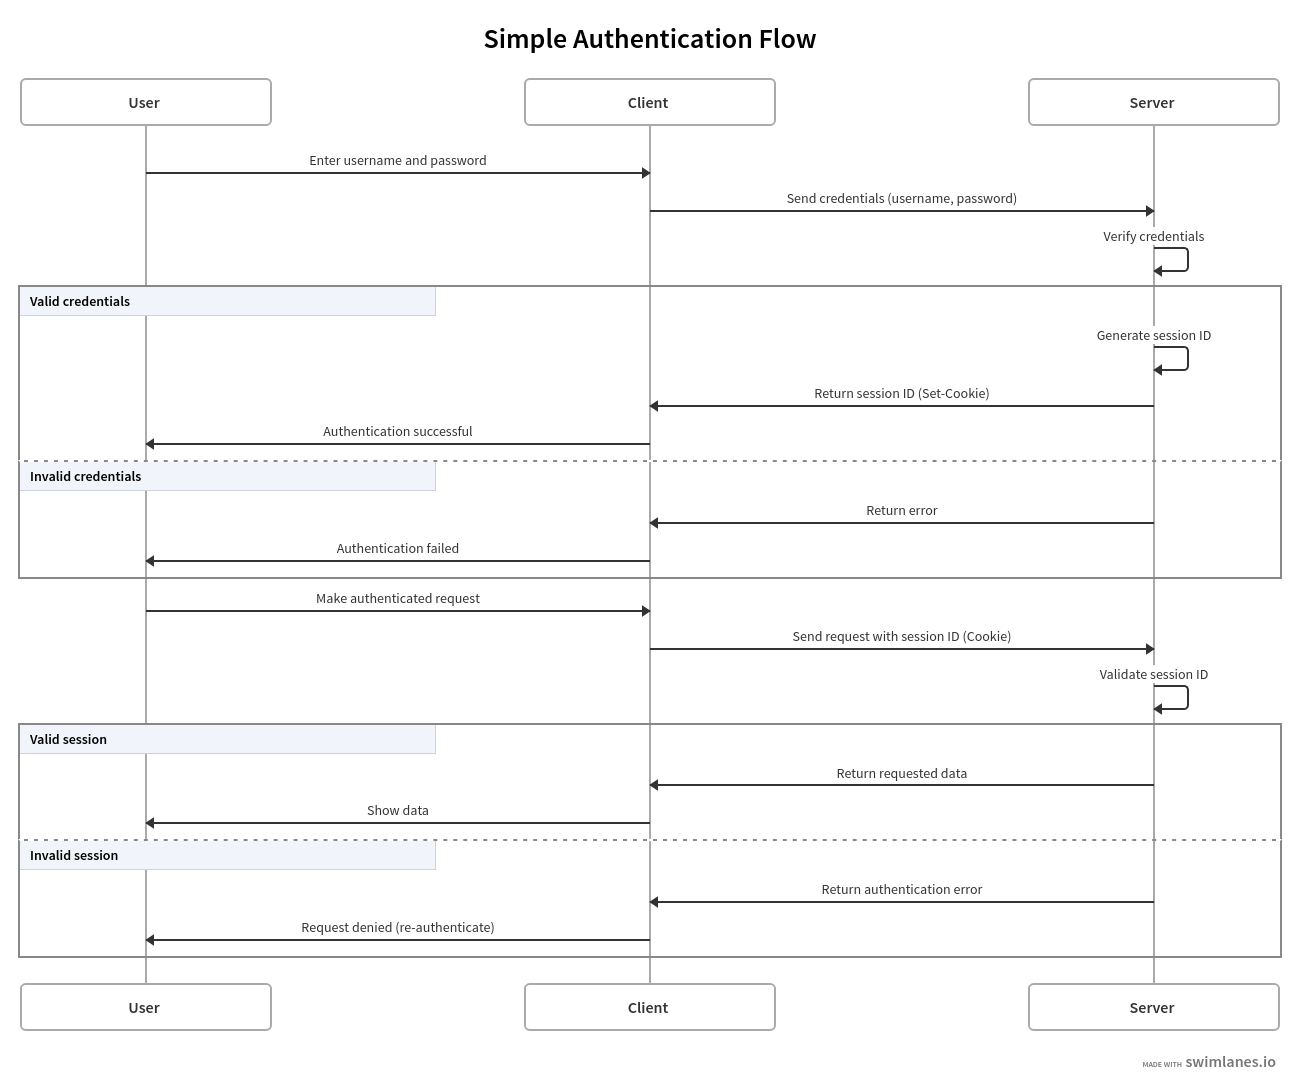 Simple Authentication Flow
User
Client
Server
Enter username and password
Send credentials (username, password)
Verify credentials
Valid credentials
Generate session ID
Return session ID (Set-Cookie)
Authentication successful
Invalid credentials
Return error
Authentication failed
Make authenticated request
Send request with session ID (Cookie)
Validate session ID
Valid session
Return requested data
Show data
Invalid session
Return authentication error
Request denied (re-authenticate)
User
Client
Server
MADE WITH swimlanes.io